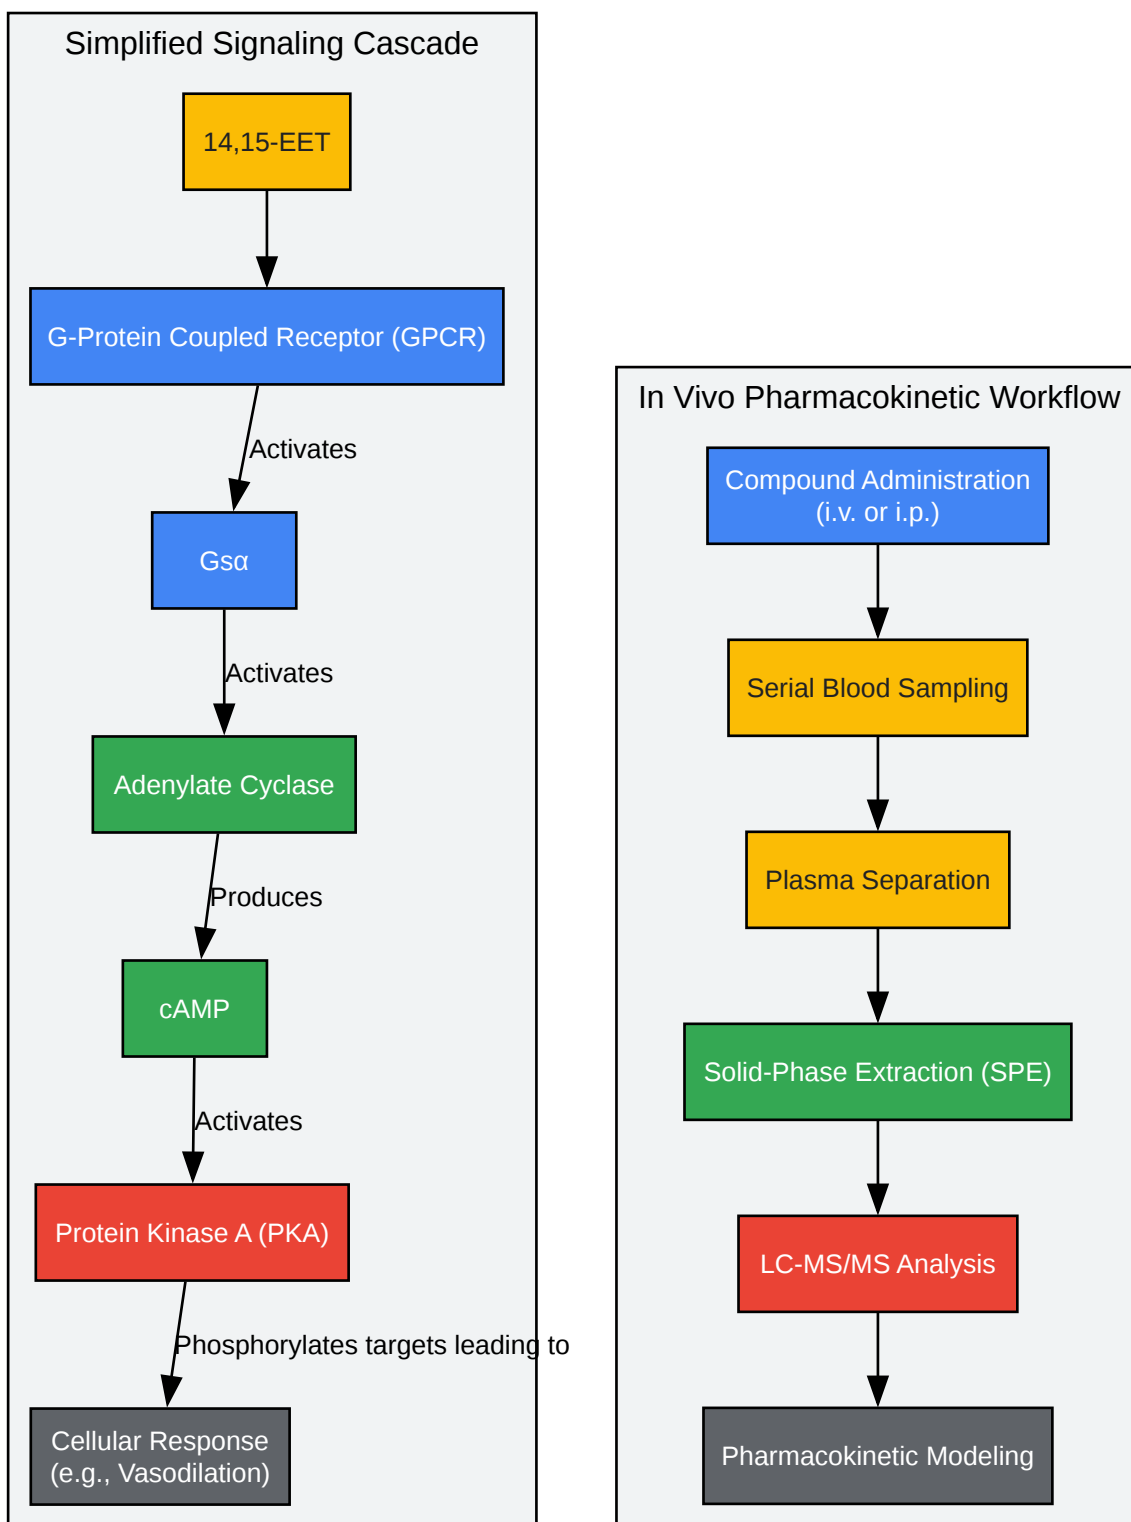 Simplified Signaling Cascade
14,15-EET
G-Protein Coupled Receptor (GPCR)
Activates
Gsα
Activates
Adenylate Cyclase
Produces
cAMP
Activates
Protein Kinase A (PKA)
Phosphorylates targets leading to
Cellular Response
(e.g., Vasodilation)
In Vivo Pharmacokinetic Workflow
Compound Administration
(i.v. or i.p.)
Serial Blood Sampling
Plasma Separation
Solid-Phase Extraction (SPE)
LC-MS/MS Analysis
Pharmacokinetic Modeling